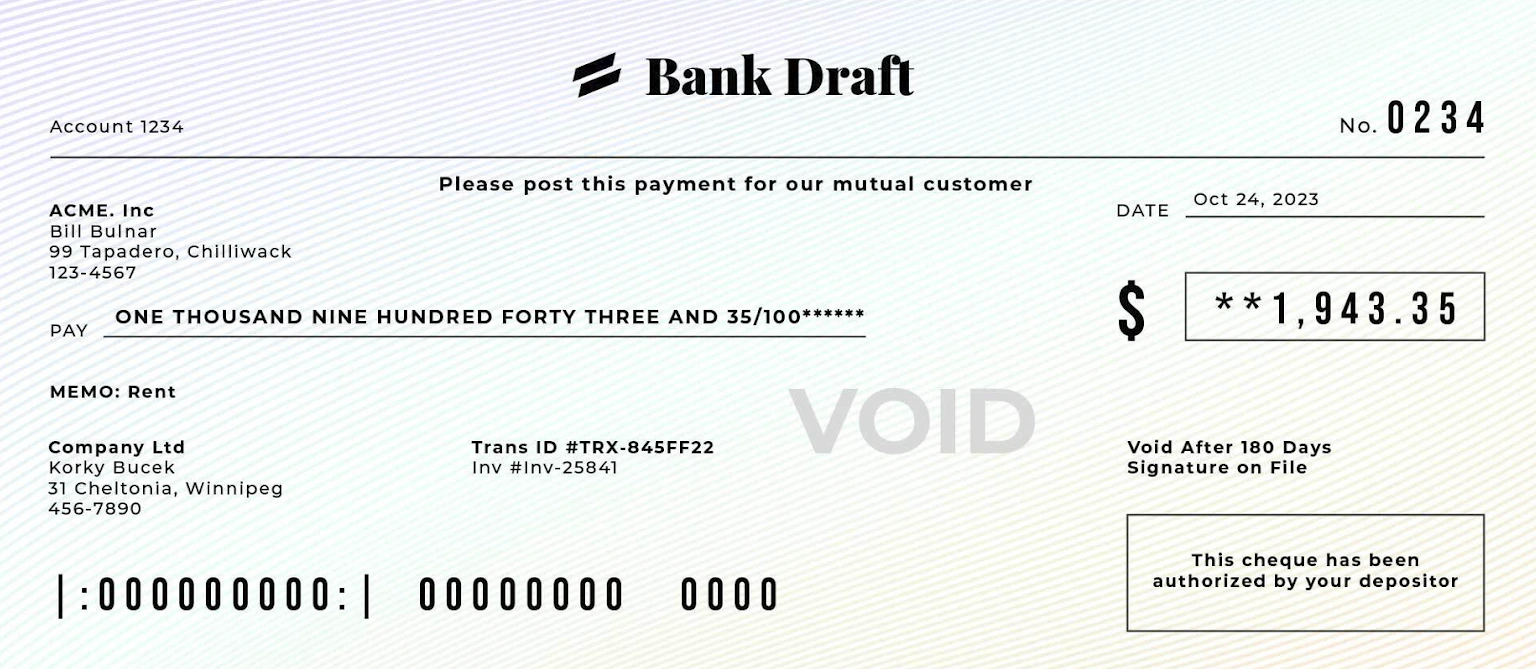 Bank Draft
Account 1234
No. 0234
Please post this payment for our mutual customer
ACME. Inc
Bill Bulnar
99 Tapadero, Chilliwack
123-4567
DATE Oct 24, 2023
PAY ONE THOUSAND NINE HUNDRED FORTY THREE AND 35/100******
$ **1,943.35
MEMO: Rent
VOID
Company Ltd
Korky Bucek
31 Cheltonia, Winnipeg
456-7890
Trans ID #TRX-845FF22
Inv #Inv-25841
Void After 180 Days
Signature on File
This cheque has been
authorized by your depositor
|:000000000:| 00000000 0000